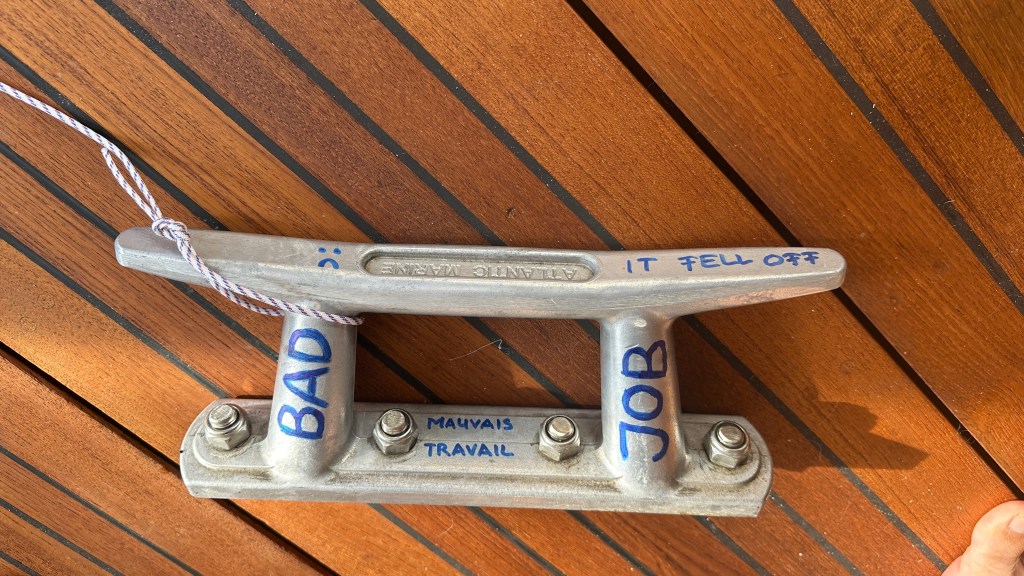 :C
ATLANTIC MARINE
IT FELL OFF
BAD
JOB
MAUVAIS
TRAVAIL